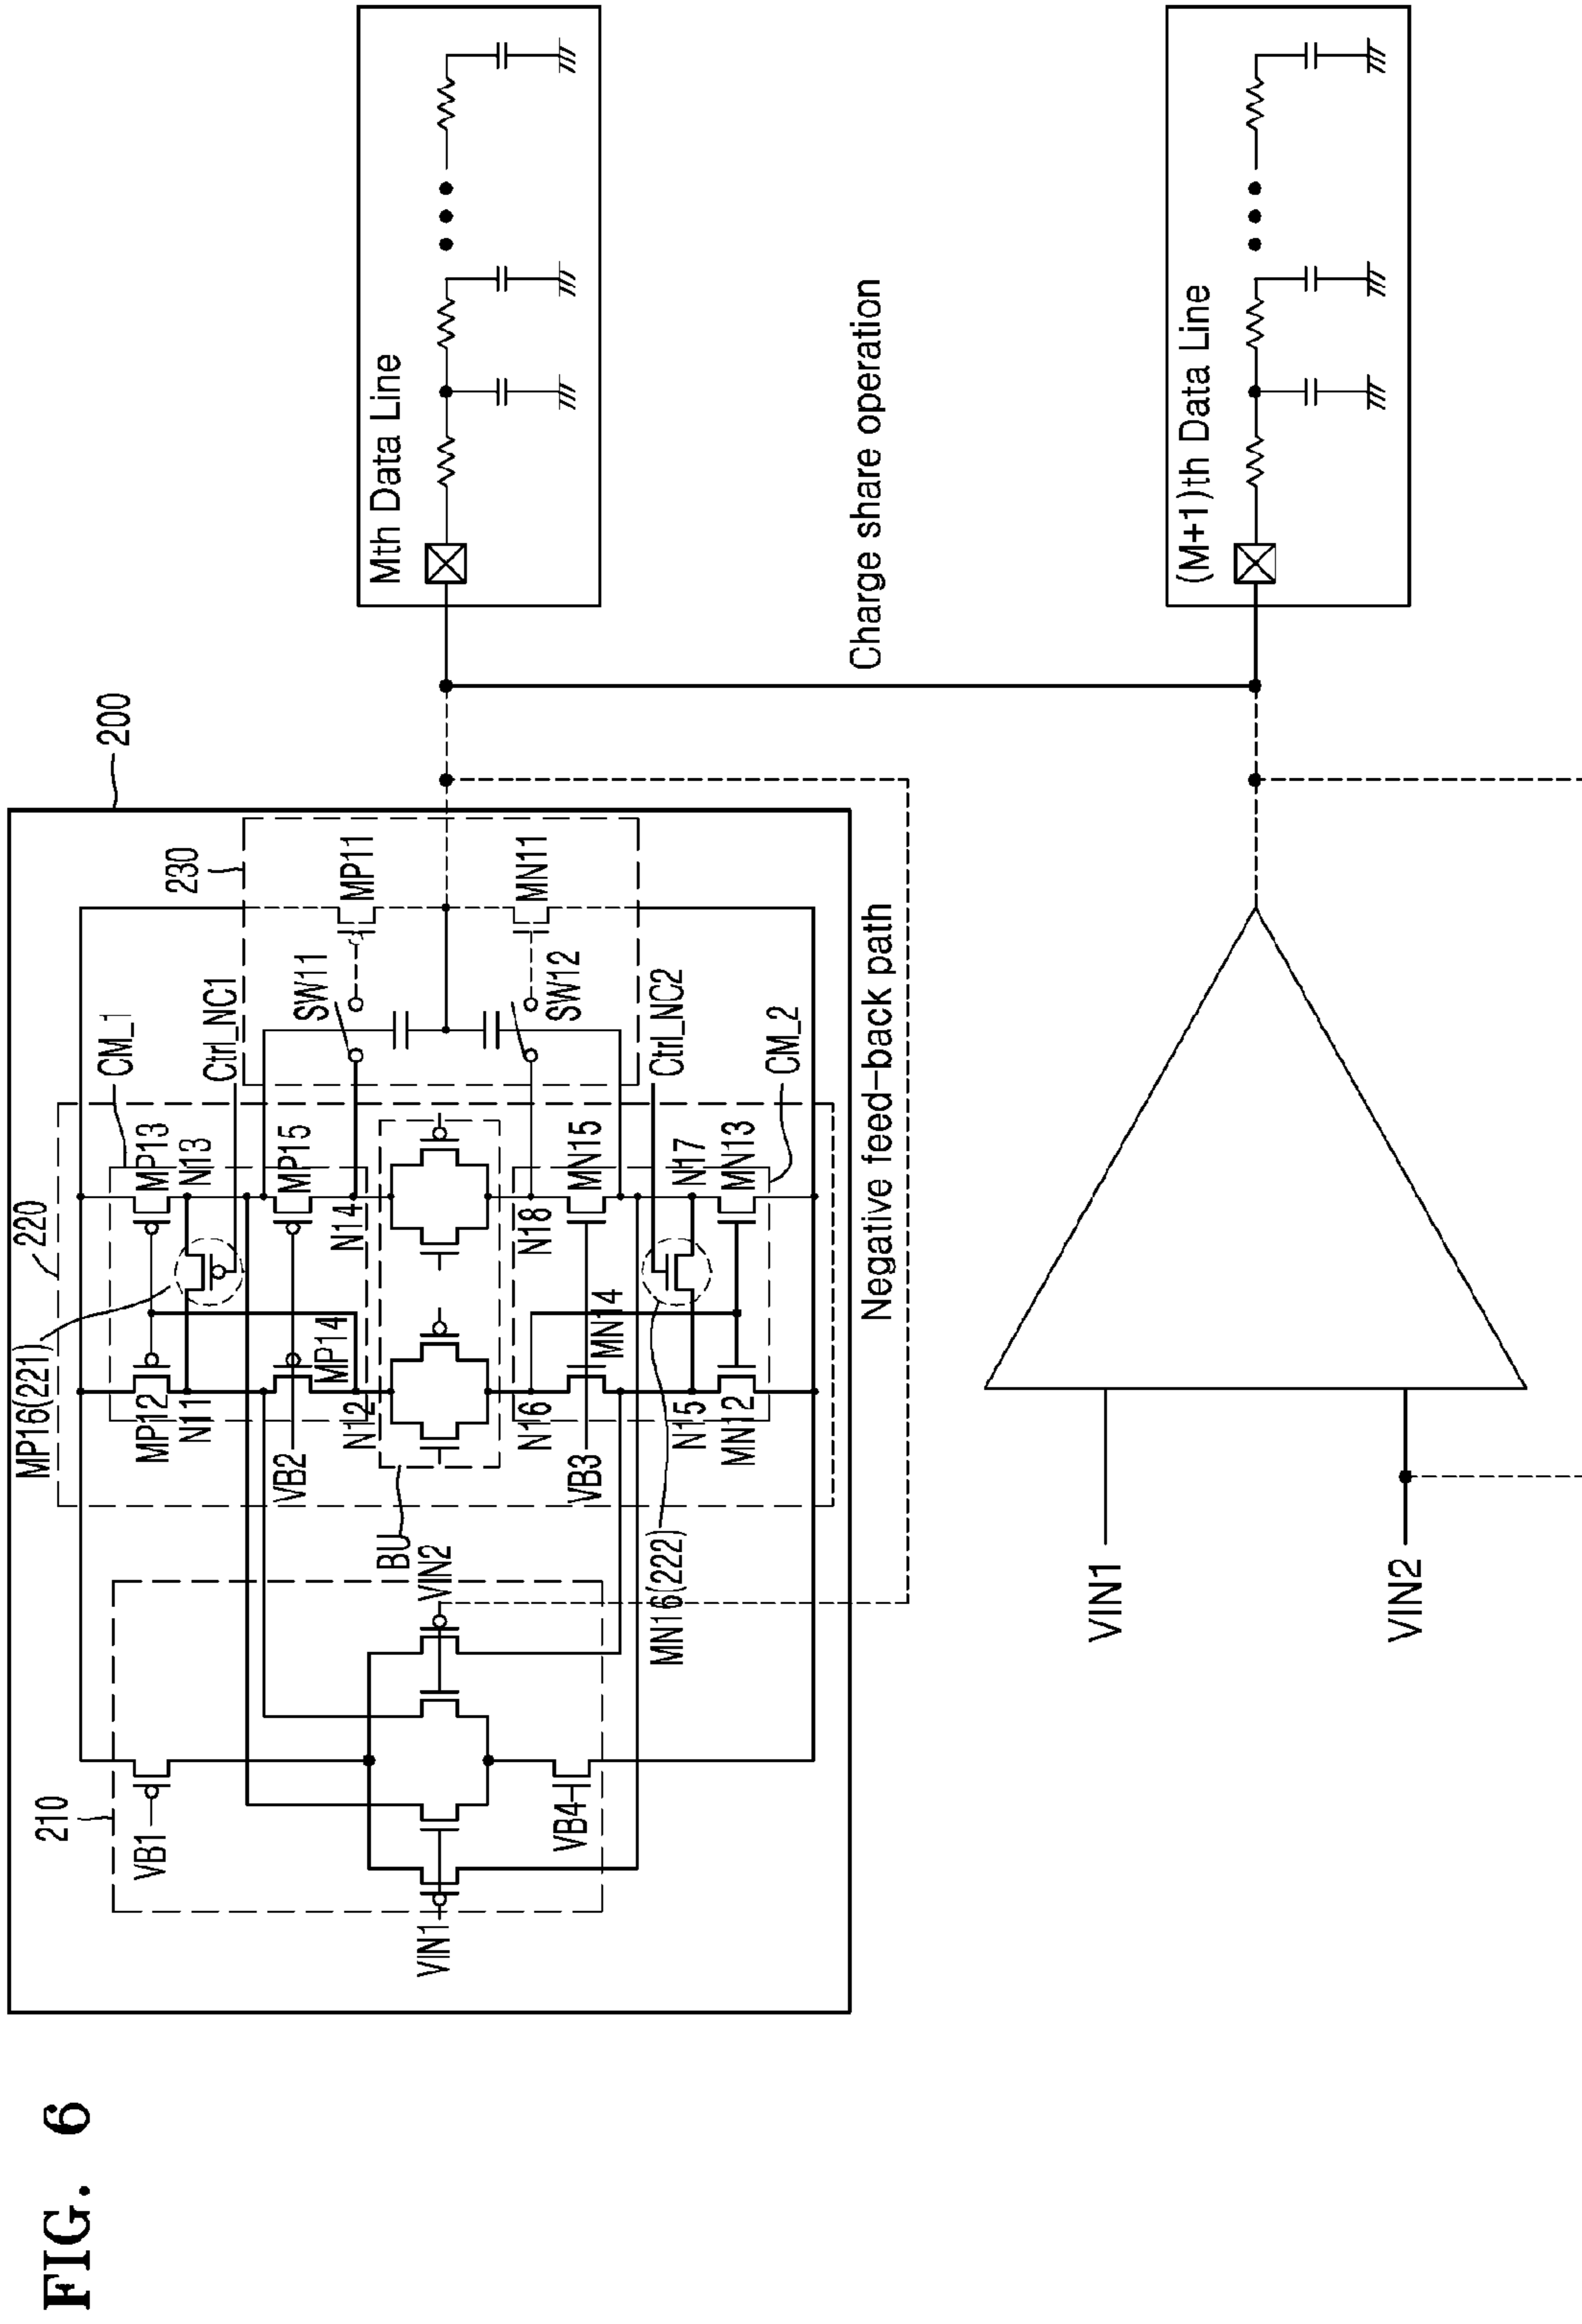 FIG. 6
200
210
220
230
MP16(221)
CM_1
Ctrl_NC1
VB1
MP12
MP13
N11
N13
VB2
MP14
MP15
SW11
MP11
N12
N14
BU
VIN1
VIN2
N16
N18
SW12
MN11
VB4
VB3
MN14
MN15
Ctrl_NC2
MN16(222)
N15
N17
MN12
MN13
CM_2
Negative feed-back path
Mth Data Line
Charge share operation
VIN1
VIN2
(M+1)th Data Line